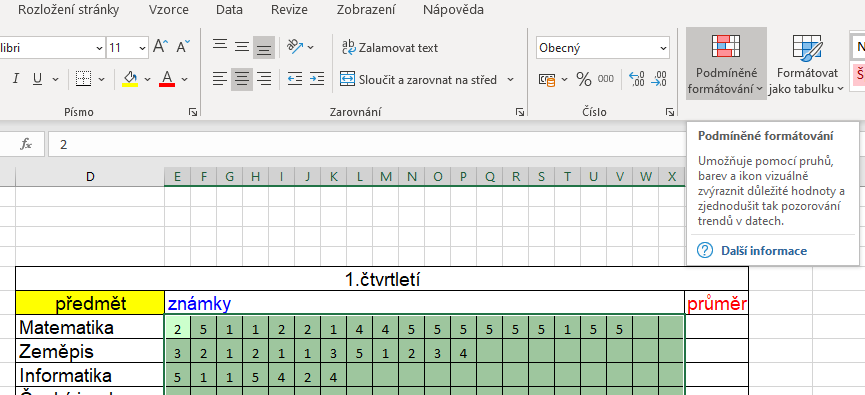 Rozložení stránky Vzorce Data Revize Zobrazení Nápověda
libri 11 A A ab Zalamovat text Obecný
I U A Sloučit a zarovnat na střed % 000 Podmíněné formátování Formátovat jako tabulku
Písmo Zarovnání Číslo
fx 2
Podmíněné formátování
Umožňuje pomocí pruhů,
barev a ikon vizuálně
zvýraznit důležité hodnoty a
zjednodušit tak pozorování
trendů v datech.
Další informace
D E F G H I J K L M N O P Q R S T U V W X
1.čtvrtletí
předmět známky průměr
Matematika 2 5 1 1 2 2 1 4 4 5 5 5 5 5 5 1 5 5
Zeměpis 3 2 1 2 1 1 3 5 1 2 3 4
Informatika 5 1 1 5 4 2 4